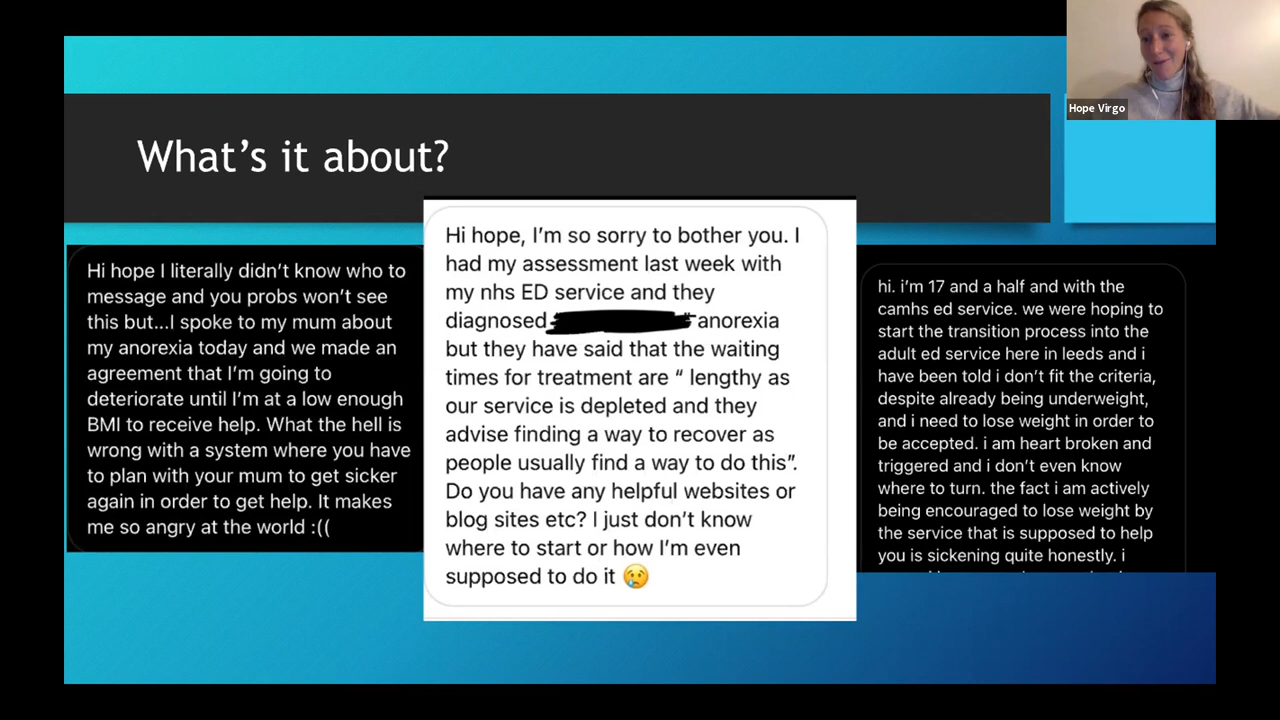 Hope Virgo
What's it about?
Hi hope I literally didn't know who to
message and you probs won't see
this but...I spoke to my mum about
my anorexia today and we made an
agreement that I'm going to
deteriorate until I'm at a low enough
BMI to receive help. What the hell is
wrong with a system where you have
to plan with your mum to get sicker
again in order to get help. It makes
me so angry at the world :((
Hi hope, I'm so sorry to bother you. I
had my assessment last week with
my nhs ED service and they
diagnosed anorexia
but they have said that the waiting
times for treatment are “ lengthy as
our service is depleted and they
advise finding a way to recover as
people usually find a way to do this”.
Do you have any helpful websites or
blog sites etc? I just don't know
where to start or how I'm even
supposed to do it 😢
hi. i'm 17 and a half and with the
camhs ed service. we were hoping to
start the transition process into the
adult ed service here in leeds and i
have been told i don't fit the criteria,
despite already being underweight,
and i need to lose weight in order to
be accepted. i am heart broken and
triggered and i don't even know
where to turn. the fact i am actively
being encouraged to lose weight by
the service that is supposed to help
you is sickening quite honestly. i